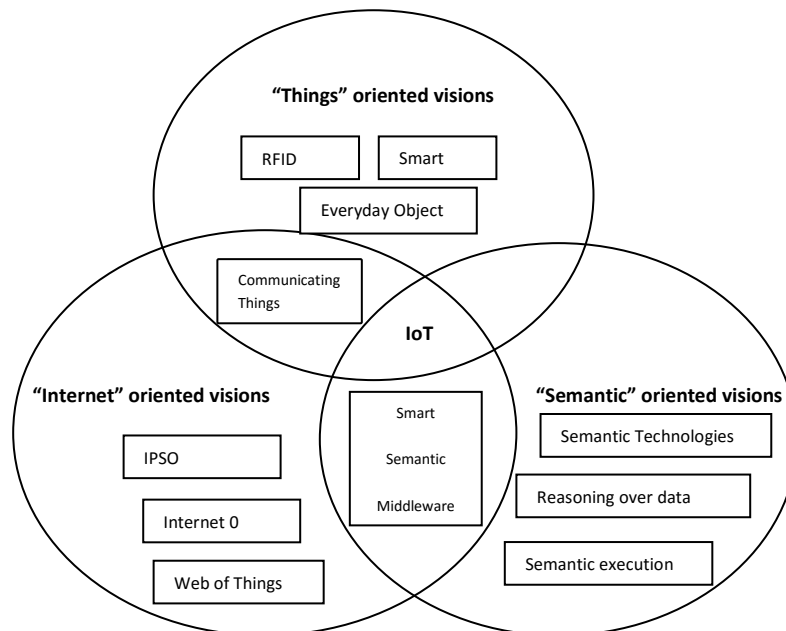 “Things” oriented visions
RFID
Smart
Everyday Object
Communicating
Things
IoT
“Internet” oriented visions
“Semantic” oriented visions
Smart
Semantic
Middleware
IPSO
Internet 0
Web of Things
Semantic Technologies
Reasoning over data
Semantic execution